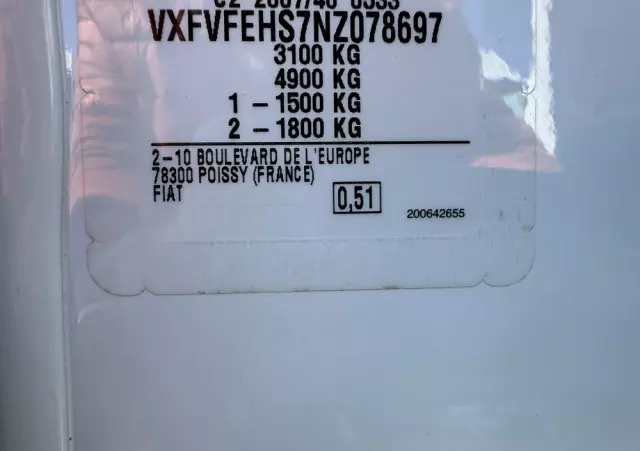 VXFVFEHS7NZ078697
3100 KG
4900 KG
1 – 1500 KG
2 – 1800 KG
2–10 BOULEVARD DE L'EUROPE
78300 POISSY (FRANCE)
FIAT
0,51
200642655